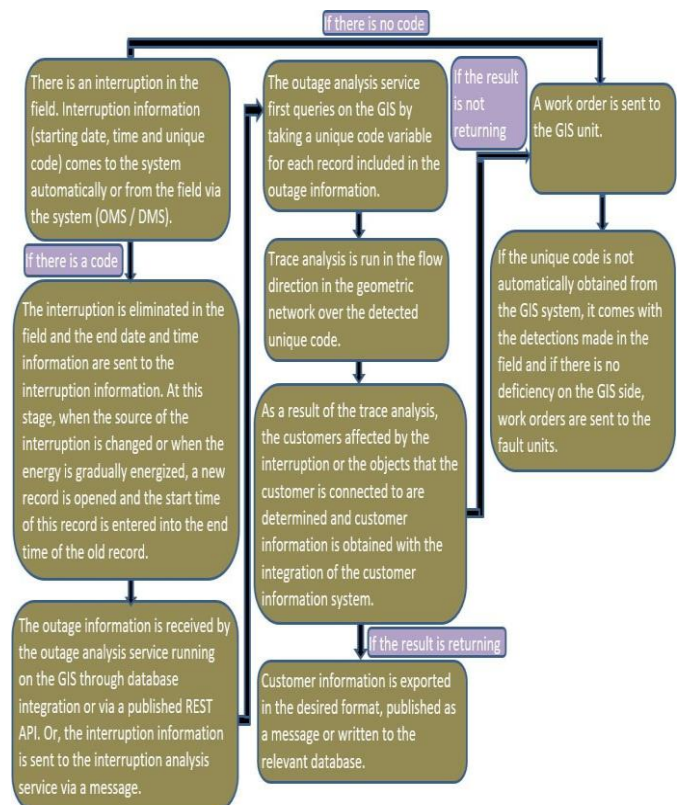 If there is no code
There is an interruption in the
field. Interruption information
(starting date, time and unique
code) comes to the system
automatically or from the field via
the system (OMS / DMS).
If there is a code
The interruption is eliminated in the
field and the end date and time
information are sent to the
interruption information. At this
stage, when the source of the
interruption is changed or when the
energy is gradually energized, a new
record is opened and the start time
of this record is entered into the end
time of the old record.
The outage information is received by
the outage analysis service running
on the GIS through database
integration or via a published REST
API. Or, the interruption information
is sent to the interruption analysis
service via a message.
The outage analysis service
first queries on the GIS by
taking a unique code variable
for each record included in the
outage information.
Trace analysis is run in the flow
direction in the geometric
network over the detected
unique code.
As a result of the trace analysis,
the customers affected by the
interruption or the objects that the
customer is connected to are
determined and customer
information is obtained with the
integration of the customer
information system.
If the result is returning
Customer information is exported
in the desired format, published as
a message or written to the
relevant database.
If the result
is not
returning
A work order is sent to
the GIS unit.
If the unique code is not
automatically obtained from
the GIS system, it comes with
the detections made in the
field and if there is no
deficiency on the GIS side,
work orders are sent to the
fault units.